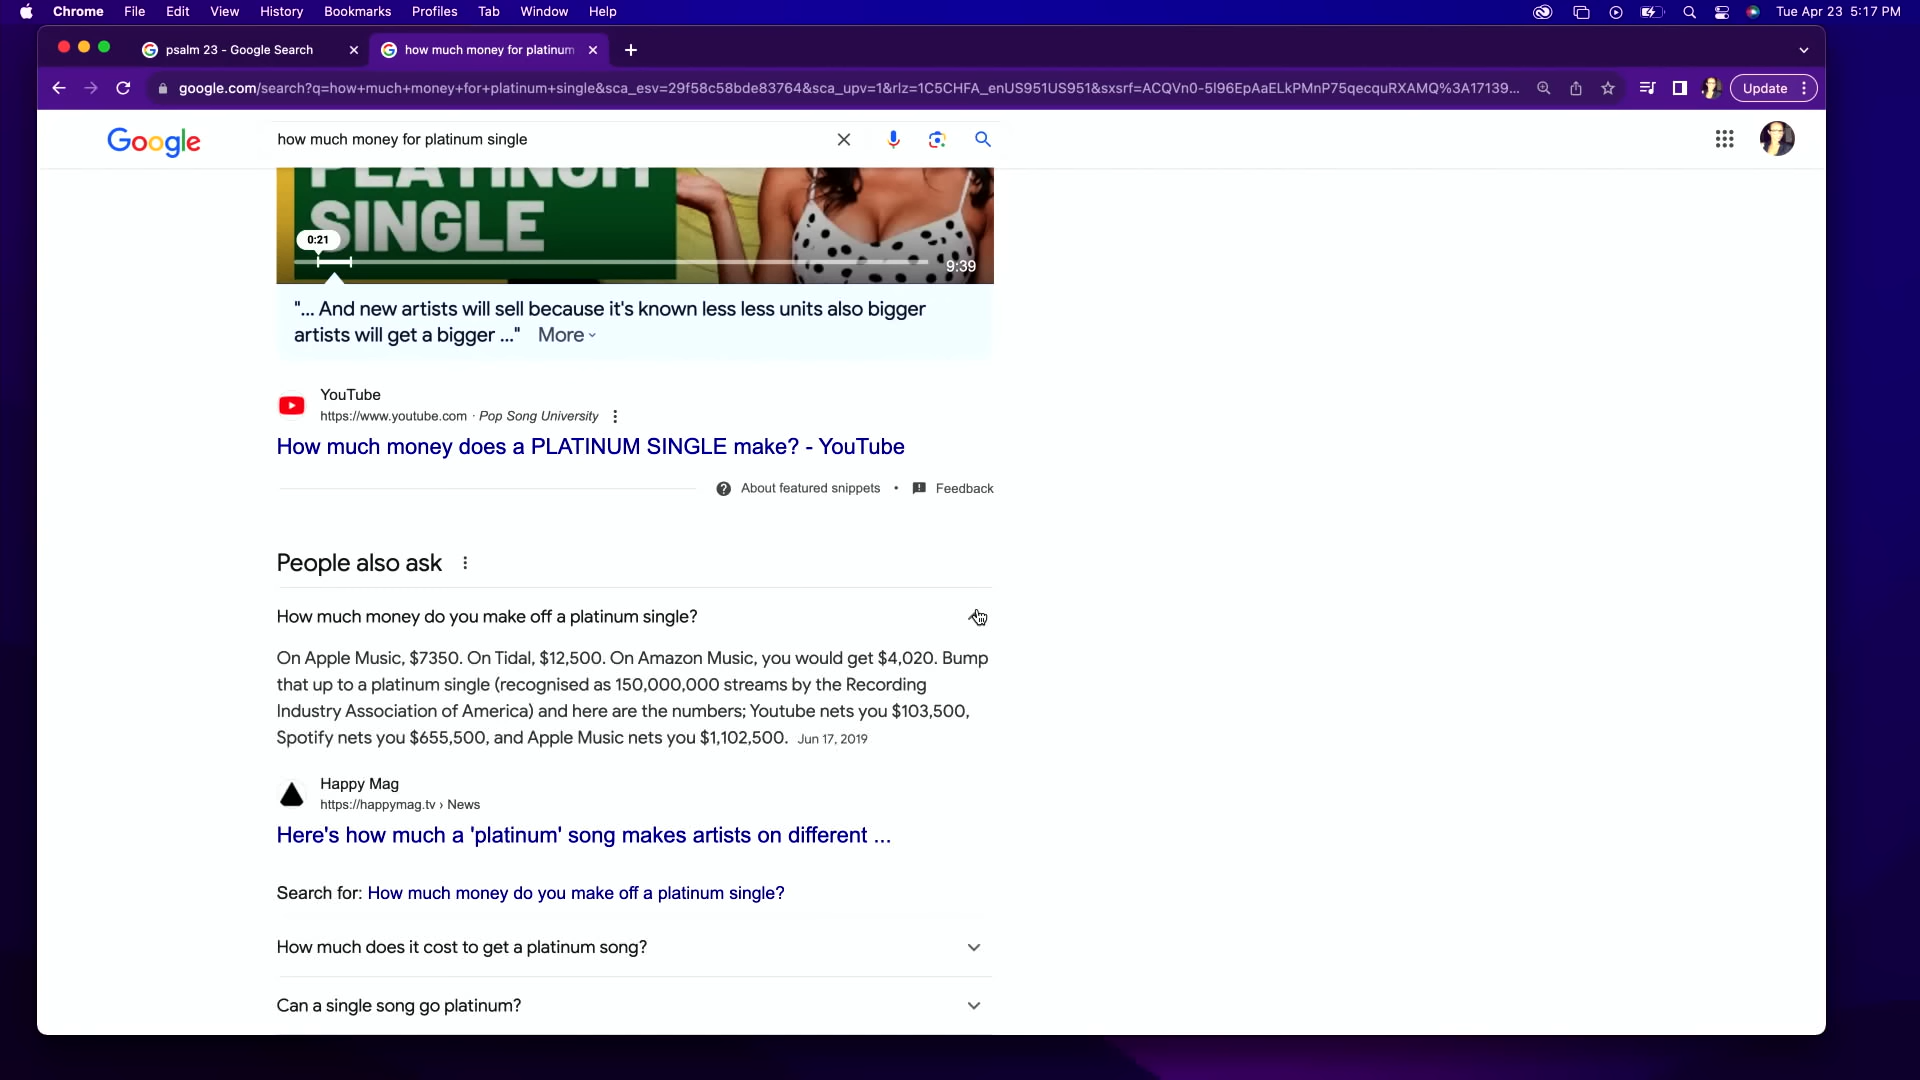 Chrome File Edit View History Bookmarks Profiles Tab Window Help Tue Apr 23 5:17 PM
psalm 23 - Google Search
how much money for platinum
google.com/search?q=how+much+money+for+platinum+single&sca_esv=29f58c58bde83764&sca_upv=1&rlz=1C5CHFA_enUS951US951&sxsrf=ACQVn0-5I96EpAaELkPMnP75qecquRXAMQ%3A17139... Update
Google
how much money for platinum single
PLATINUM
SINGLE
0:21
9:39
"... And new artists will sell because it's known less less units also bigger
artists will get a bigger ..." More
YouTube
https://www.youtube.com · Pop Song University
How much money does a PLATINUM SINGLE make? - YouTube
About featured snippets • Feedback
People also ask
How much money do you make off a platinum single?
On Apple Music, $7350. On Tidal, $12,500. On Amazon Music, you would get $4,020. Bump
that up to a platinum single (recognised as 150,000,000 streams by the Recording
Industry Association of America) and here are the numbers; Youtube nets you $103,500,
Spotify nets you $655,500, and Apple Music nets you $1,102,500. Jun 17, 2019
Happy Mag
https://happymag.tv › News
Here's how much a 'platinum' song makes artists on different ...
Search for: How much money do you make off a platinum single?
How much does it cost to get a platinum song?
Can a single song go platinum?